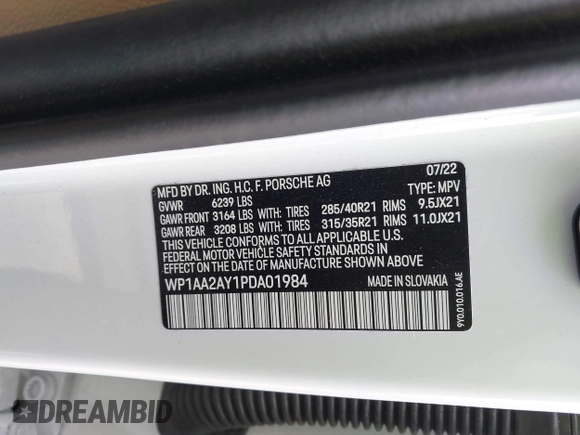 07/22
MFD BY DR. ING. H.C. F. PORSCHE AG
GVWR 6239 LBS TYPE: MPV
GAWR FRONT 3164 LBS WITH: TIRES 285/40R21 RIMS 9.5JX21
GAWR REAR 3208 LBS WITH: TIRES 315/35R21 RIMS 11.0JX21
THIS VEHICLE CONFORMS TO ALL APPLICABLE U.S.
FEDERAL MOTOR VEHICLE SAFETY STANDARDS IN
EFFECT ON THE DATE OF MANUFACTURE SHOWN ABOVE
WP1AA2AY1PDA01984 MADE IN SLOVAKIA
9Y0.010.016.AE
DREAMBID